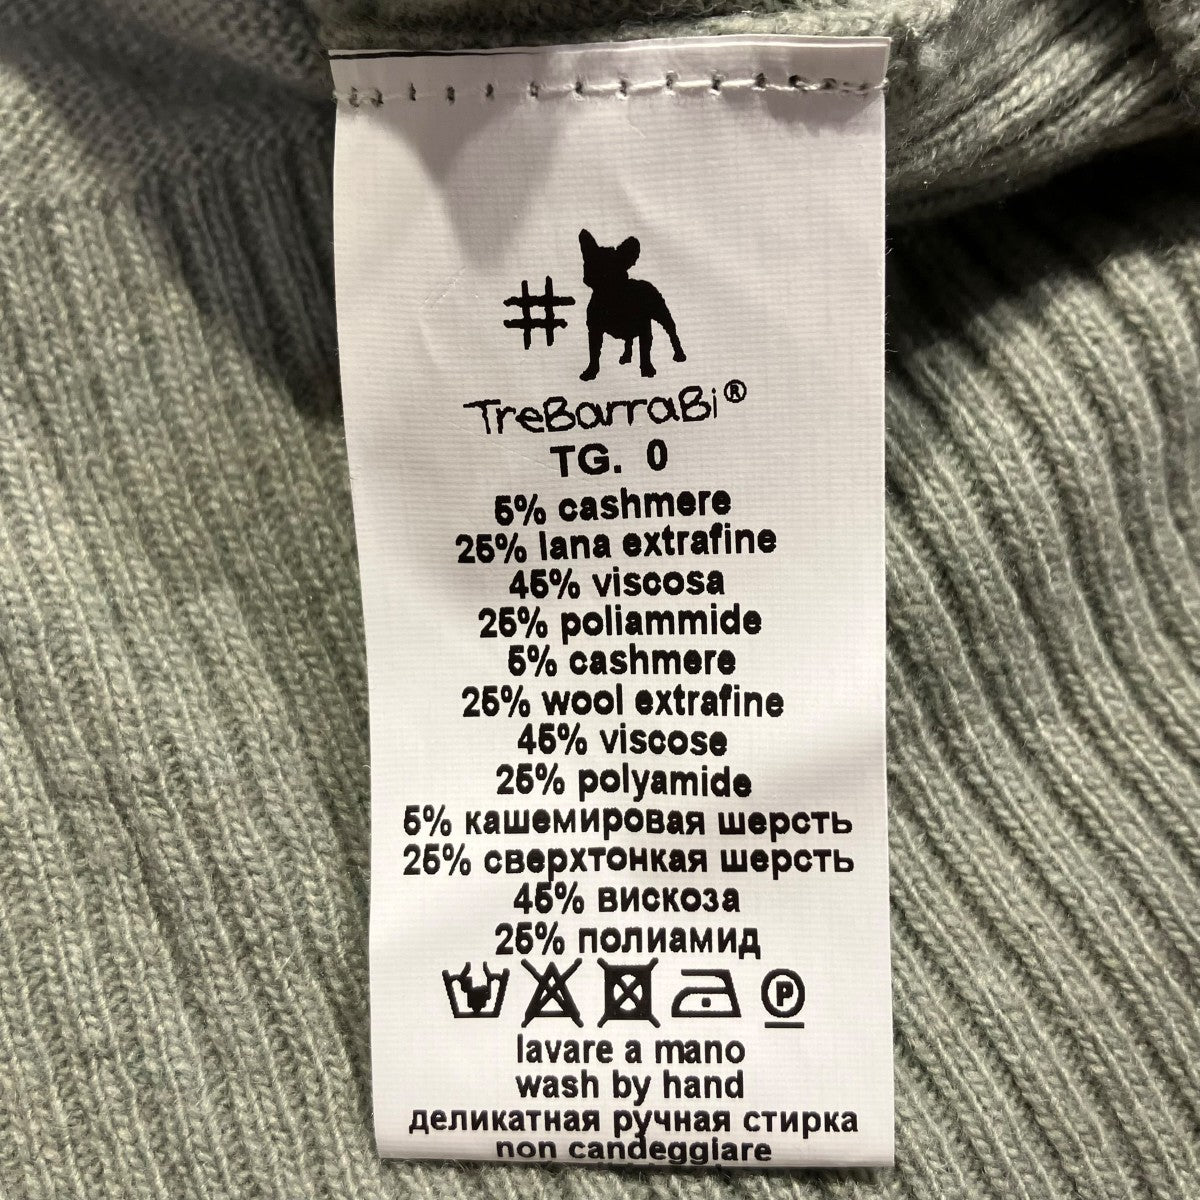 #
TreBarraBi®
TG. 0
5% cashmere
25% lana extrafine
45% viscosa
25% poliammide
5% cashmere
25% wool extrafine
45% viscose
25% polyamide
5% кашемировая шерсть
25% сверхтонкая шерсть
45% вискоза
25% полиамид
P
lavare a mano
wash by hand
деликатная ручная стирка
non candeggiare